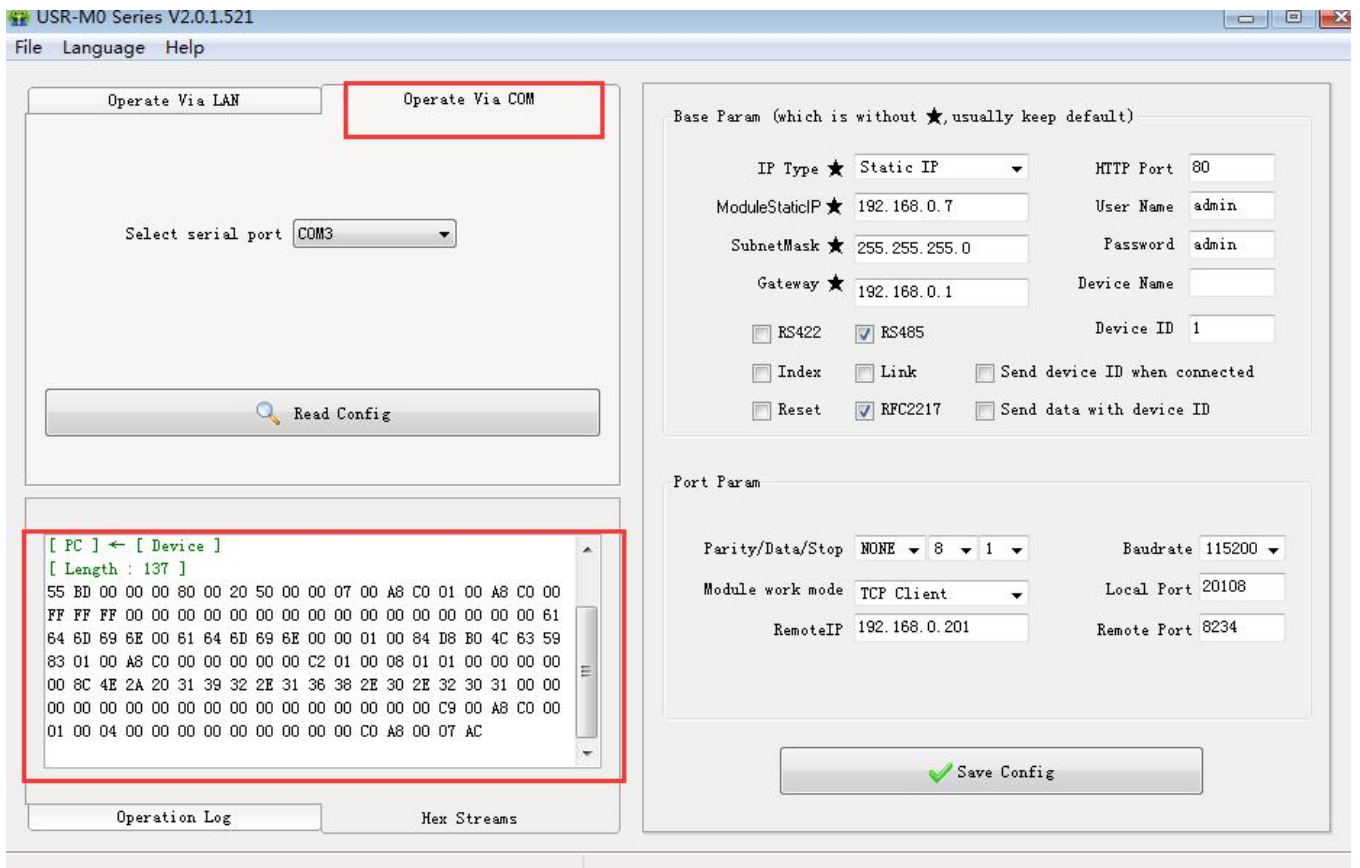 USR-M0 Series V2.0.1.521
File Language Help
Operate Via LAN
Operate Via COM
Select serial port COM3
Read Config
[ PC ] ← [ Device ]
[ Length : 137 ]
55 BD 00 00 00 80 00 20 50 00 00 07 00 A8 C0 01 00 A8 C0 00
FF FF FF 00 00 00 00 00 00 00 00 00 00 00 00 00 00 00 00 61
64 6D 69 6E 00 61 64 6D 69 6E 00 00 01 00 84 D8 B0 4C 63 59
83 01 00 A8 C0 00 00 00 00 00 C2 01 00 08 01 01 00 00 00 00
00 8C 4E 2A 20 31 39 32 2E 31 36 38 2E 30 2E 32 30 31 00 00
00 00 00 00 00 00 00 00 00 00 00 00 00 00 00 C9 00 A8 C0 00
01 00 04 00 00 00 00 00 00 00 00 00 C0 A8 00 07 AC
Operation Log
Hex Streams
Base Param (which is without ★,usually keep default)
IP Type ★ Static IP
HTTP Port 80
ModuleStaticIP ★ 192.168.0.7
User Name admin
SubnetMask ★ 255.255.255.0
Password admin
Gateway ★ 192.168.0.1
Device Name
RS422 RS485
Device ID 1
Index Link Send device ID when connected
Reset RFC2217 Send data with device ID
Port Param
Parity/Data/Stop NONE 8 1
Baudrate 115200
Module work mode TCP Client
Local Port 20108
RemoteIP 192.168.0.201
Remote Port 8234
Save Config